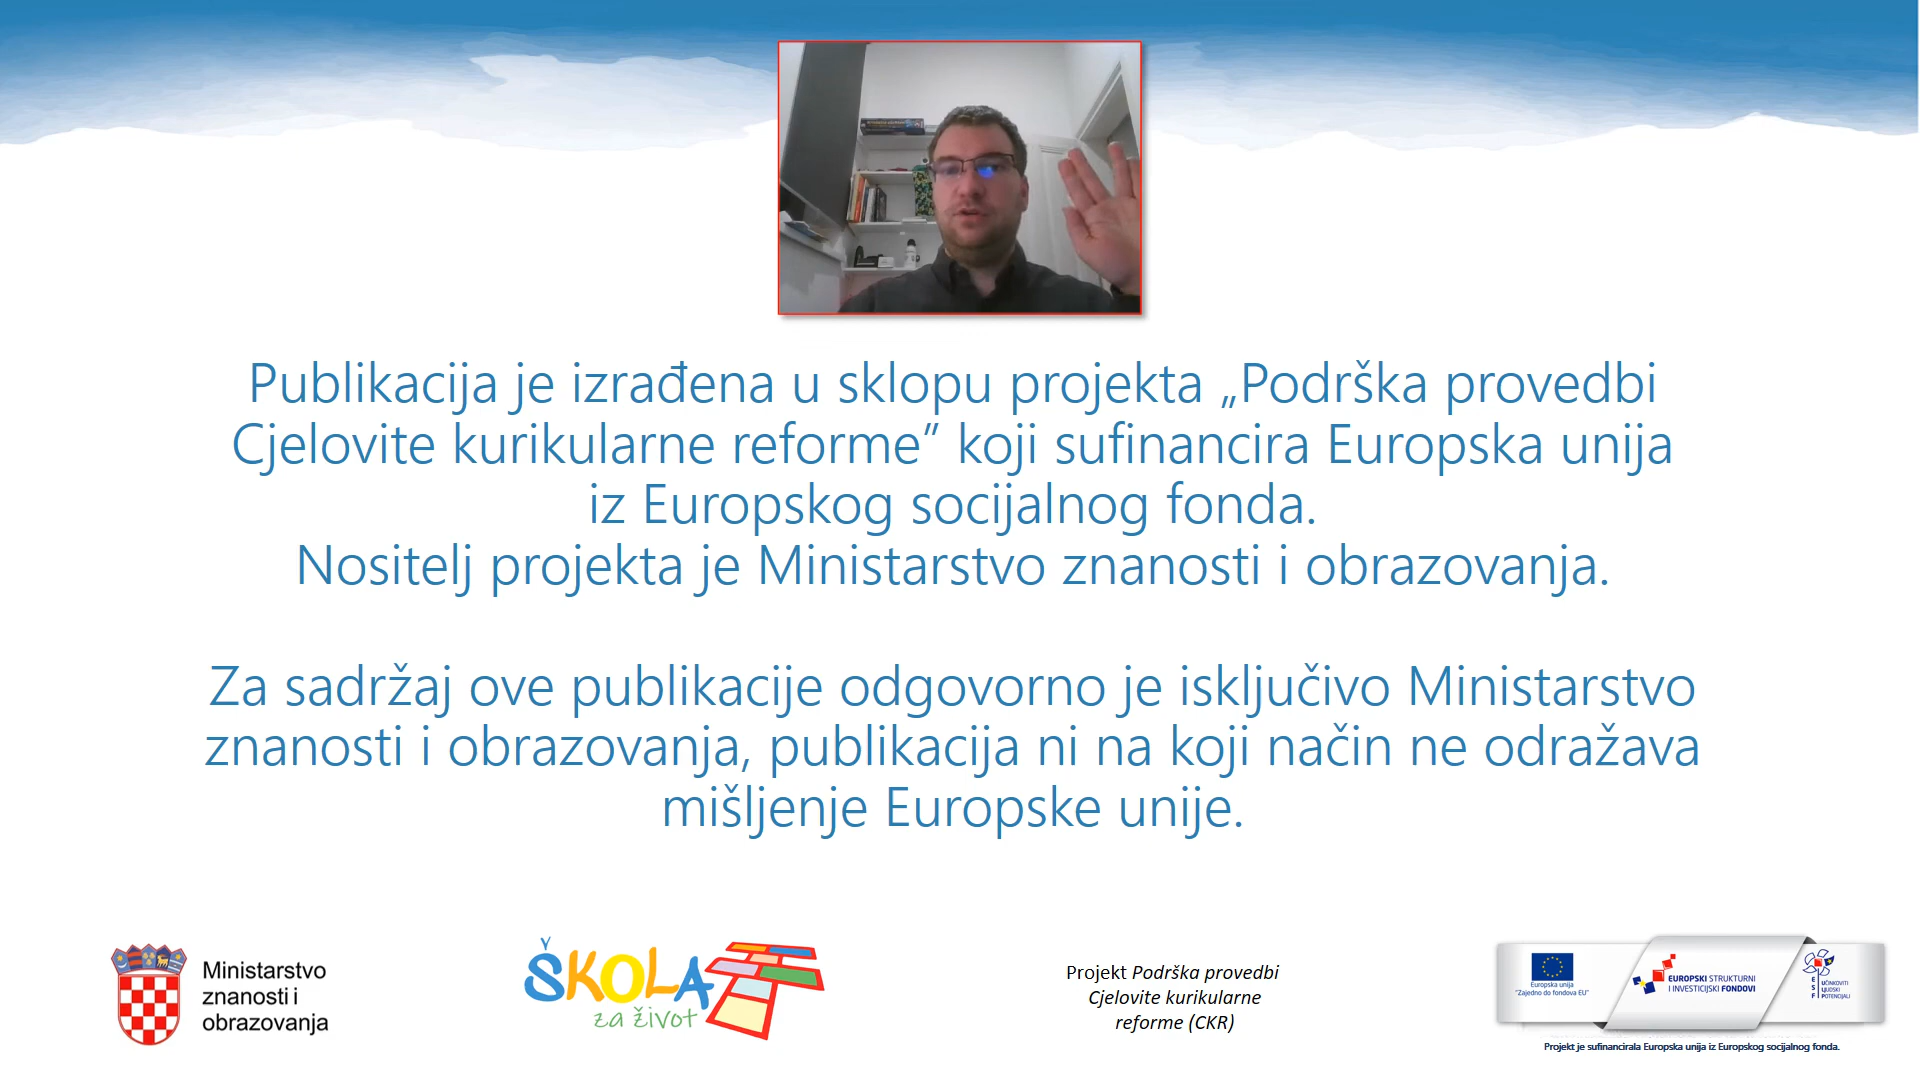 Publikacija je izrađena u sklopu projekta „Podrška provedbi
Cjelovite kurikularne reforme” koji sufinancira Europska unija
iz Europskog socijalnog fonda.
Nositelj projekta je Ministarstvo znanosti i obrazovanja.
Za sadržaj ove publikacije odgovorno je isključivo Ministarstvo
znanosti i obrazovanja, publikacija ni na koji način ne odražava
mišljenje Europske unije.
Ministarstvo
znanosti i
obrazovanja
ŠKOLA
za život
Projekt Podrška provedbi
Cjelovite kurikularne
reforme (CKR)
Europska unija
"Zajedno do fondova EU"
EUROPSKI STRUKTURNI
I INVESTICIJSKI FONDOVI
ESF
UČINKOVITI
LJUDSKI
POTENCIJALI
Projekt je sufinancirala Europska unija iz Europskog socijalnog fonda.